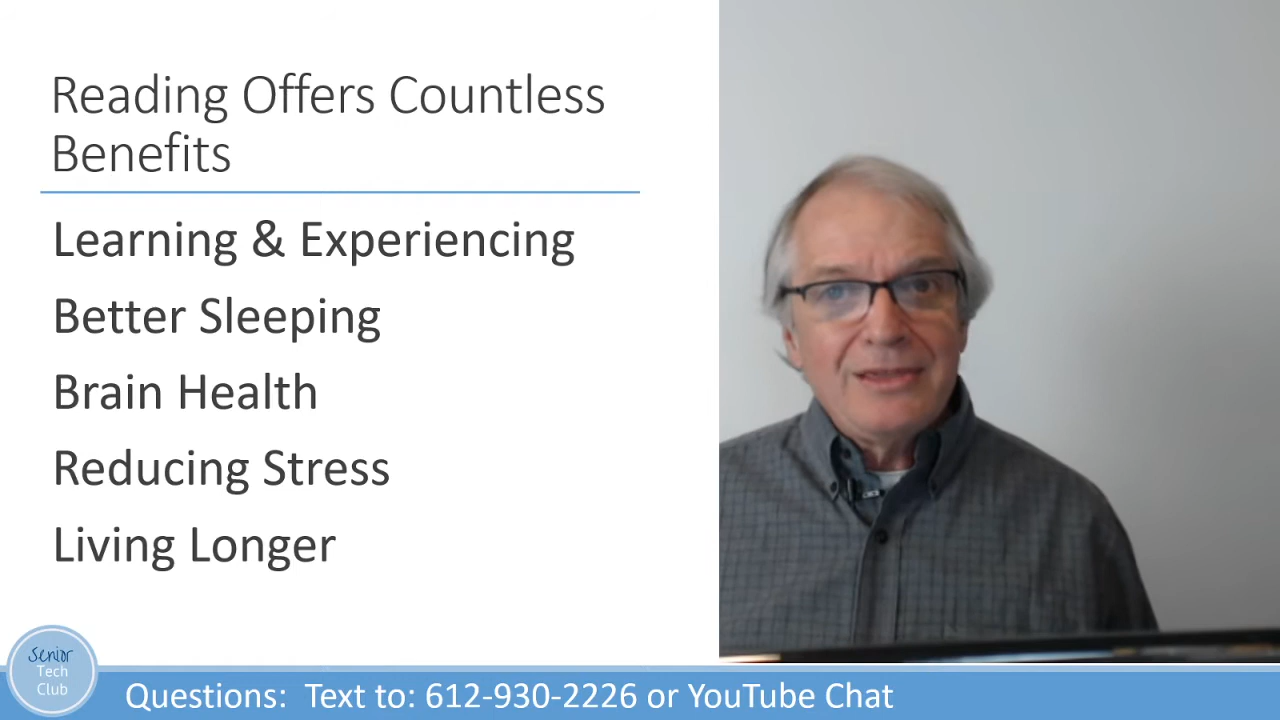 Reading Offers Countless
Benefits
Learning & Experiencing
Better Sleeping
Brain Health
Reducing Stress
Living Longer
Senior
Tech
Club
Questions:  Text to: 612-930-2226 or YouTube Chat